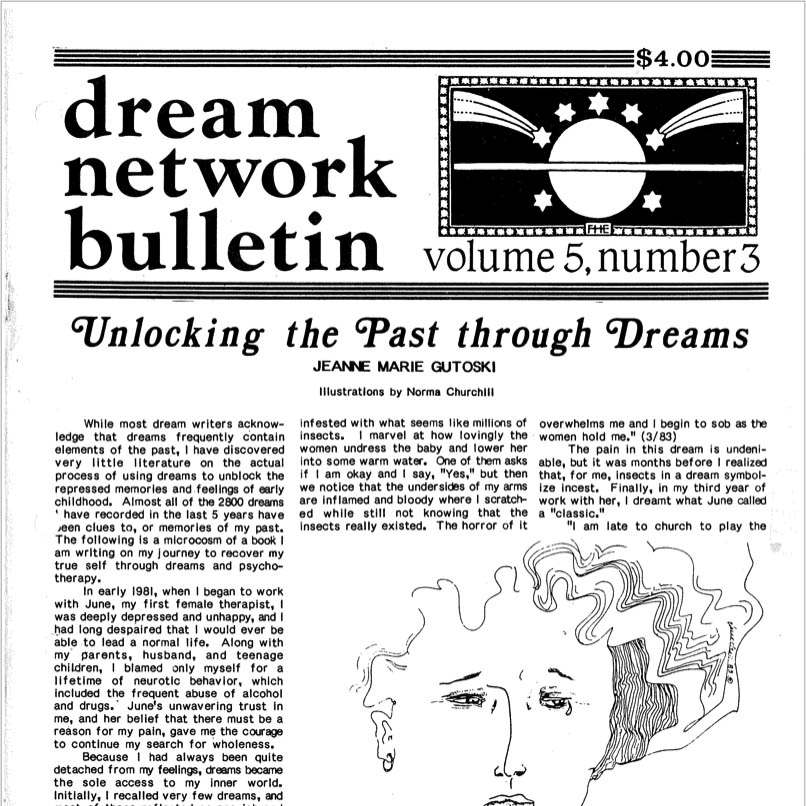 $4.00
dream
network
bulletin
FHE
volume 5, number 3
Unlocking the Past through Dreams
JEANNE MARIE GUTOSKI
Illustrations by Norma Churchill
While most dream writers acknow-
ledge that dreams frequently contain
elements of the past, I have discovered
very little literature on the actual
process of using dreams to unblock the
repressed memories and feelings of early
childhood. Almost all of the 2800 dreams
I have recorded in the last 5 years have
been clues to, or memories of my past.
The following is a microcosm of a book I
am writing on my journey to recover my
true self through dreams and psycho-
therapy.
In early 1981, when I began to work
with June, my first female therapist, I
was deeply depressed and unhappy, and I
had long despaired that I would ever be
able to lead a normal life. Along with
my parents, husband, and teenage
children, I blamed only myself for a
lifetime of neurotic behavior, which
included the frequent abuse of alcohol
and drugs. June's unwavering trust in
me, and her belief that there must be a
reason for my pain, gave me the courage
to continue my search for wholeness.
Because I had always been quite
detached from my feelings, dreams became
the sole access to my inner world.
Initially, I recalled very few dreams, and
infested with what seems like millions of
insects. I marvel at how lovingly the
women undress the baby and lower her
into some warm water. One of them asks
if I am okay and I say, "Yes," but then
we notice that the undersides of my arms
are inflamed and bloody where I scratch-
ed while still not knowing that the
insects really existed. The horror of it
overwhelms me and I begin to sob as the
women hold me." (3/83)
The pain in this dream is undeni-
able, but it was months before I realized
that, for me, insects in a dream symbol-
ize incest. Finally, in my third year of
work with her, I dreamt what June called
a "classic."
"I am late to church to play the